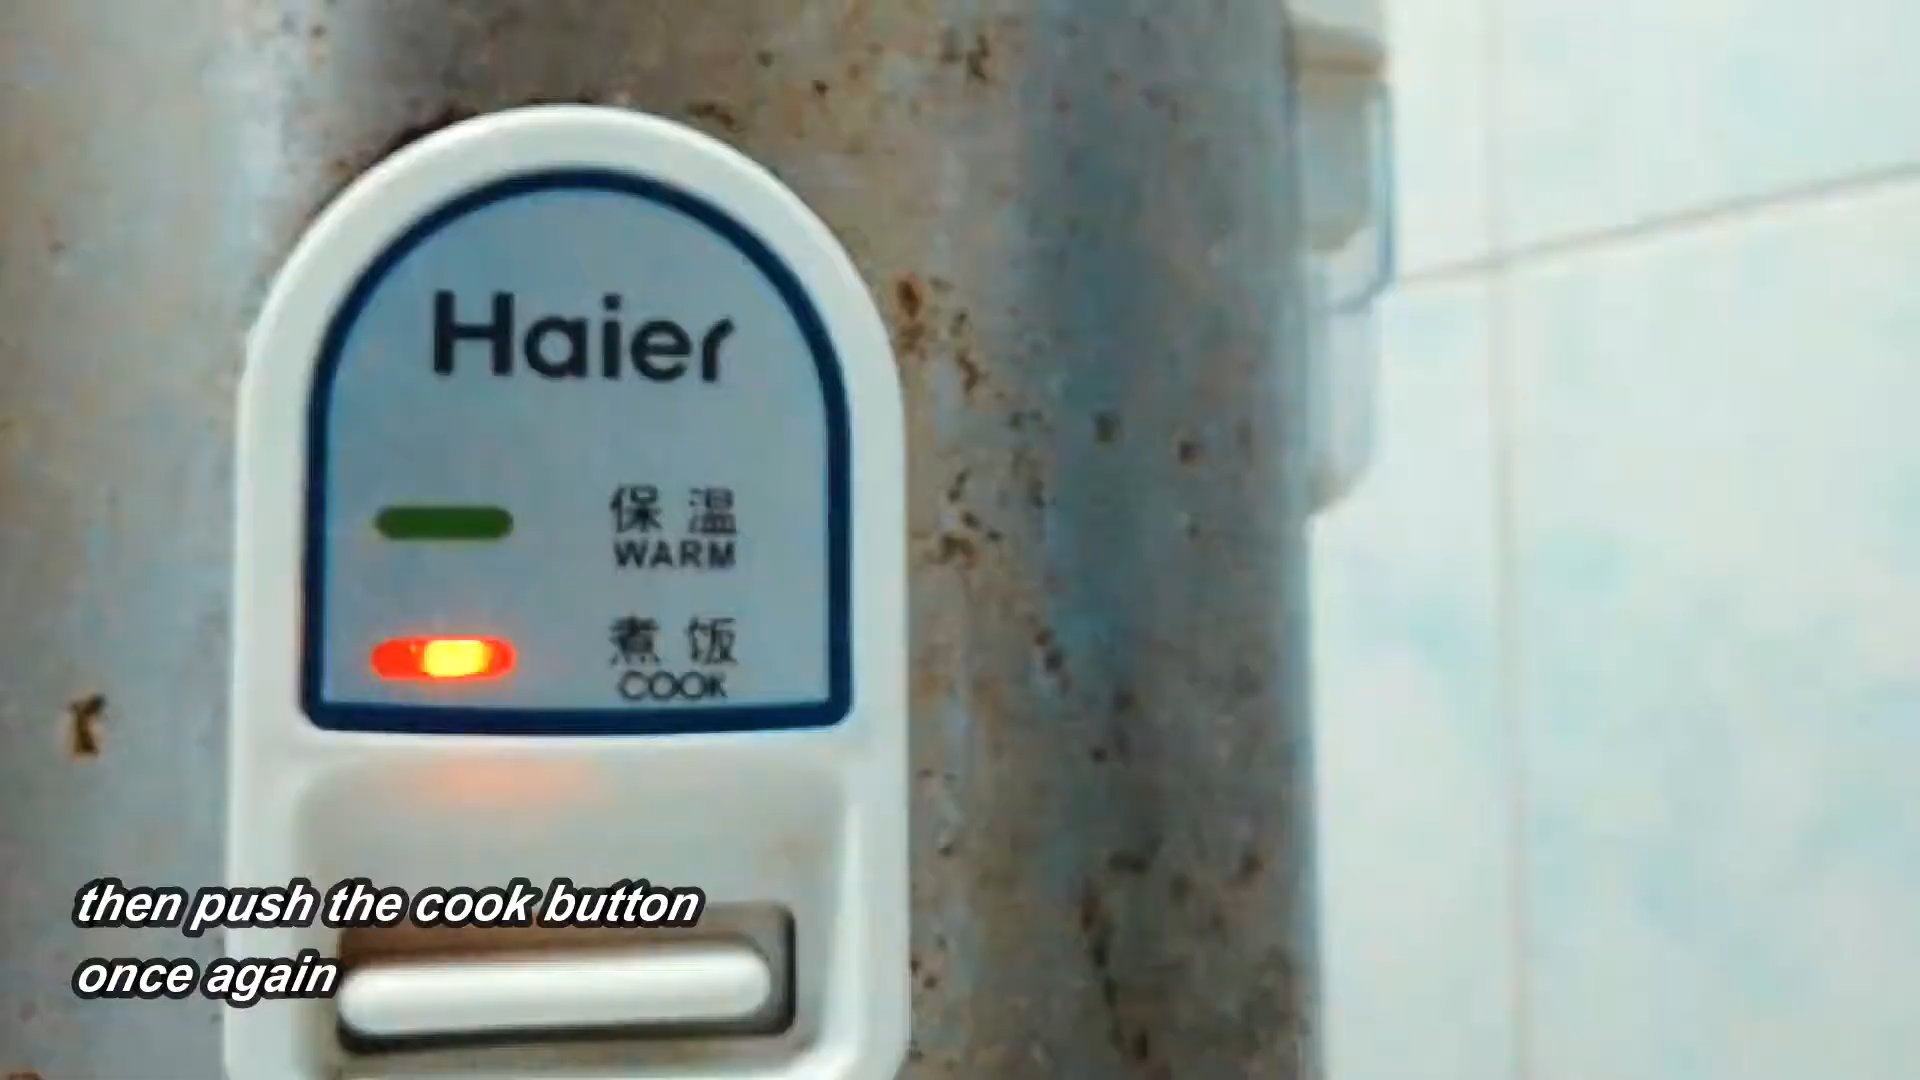 Haier
保温
WARM
煮饭
COOK
then push the cook button
once again